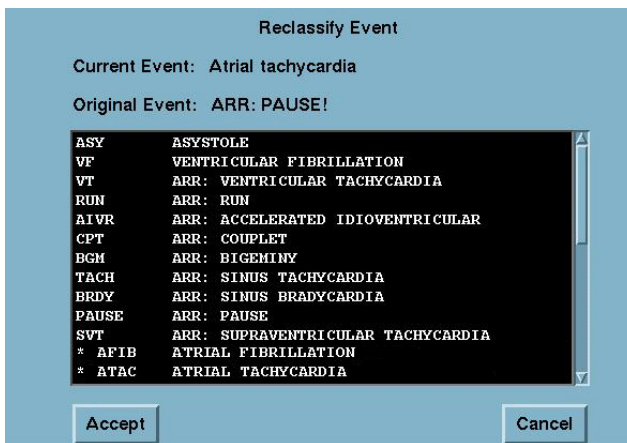 Reclassify Event
Current Event: Atrial tachycardia
Original Event: ARR: PAUSE!
ASY ASYSTOLE
VF VENTRICULAR FIBRILLATION
VT ARR: VENTRICULAR TACHYCARDIA
RUN ARR: RUN
AIVR ARR: ACCELERATED IDIOVENTRICULAR
CPT ARR: COUPLET
BGM ARR: BIGEMINY
TACH ARR: SINUS TACHYCARDIA
BRDY ARR: SINUS BRADYCARDIA
PAUSE ARR: PAUSE
SVT ARR: SUPRAVENTRICULAR TACHYCARDIA
* AFIB ATRIAL FIBRILLATION
* ATAC ATRIAL TACHYCARDIA
Accept Cancel